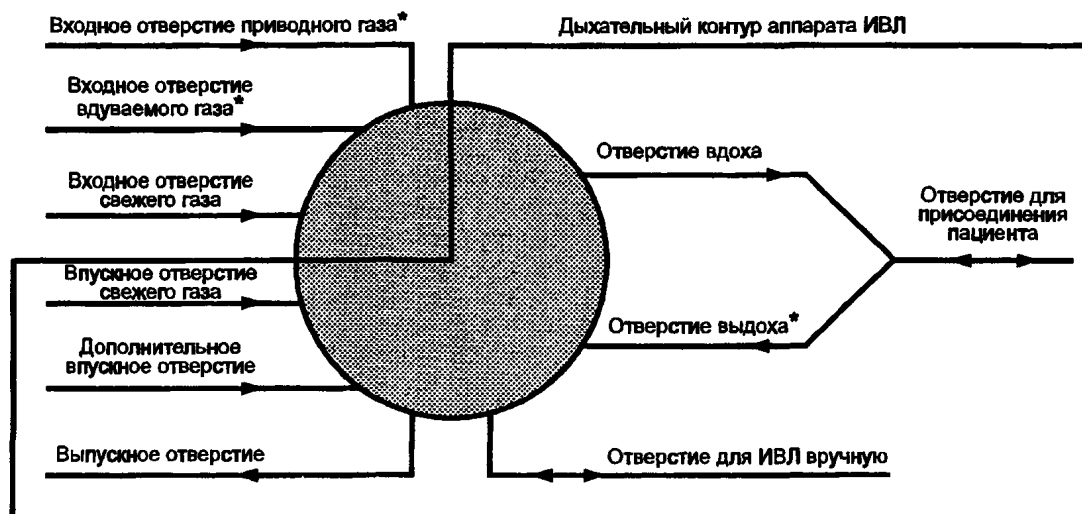 Входное отверстие приводного газа*
Дыхательный контур аппарата ИВЛ
Входное отверстие
вдуваемого газа*
Отверстие вдоха
Входное отверстие
свежего газа
Отверстие для
присоединения
пациента
Впускное отверстие
свежего газа
Отверстие выдоха*
Дополнительное
впускное отверстие
Выпускное отверстие
Отверстие для ИВЛ вручную